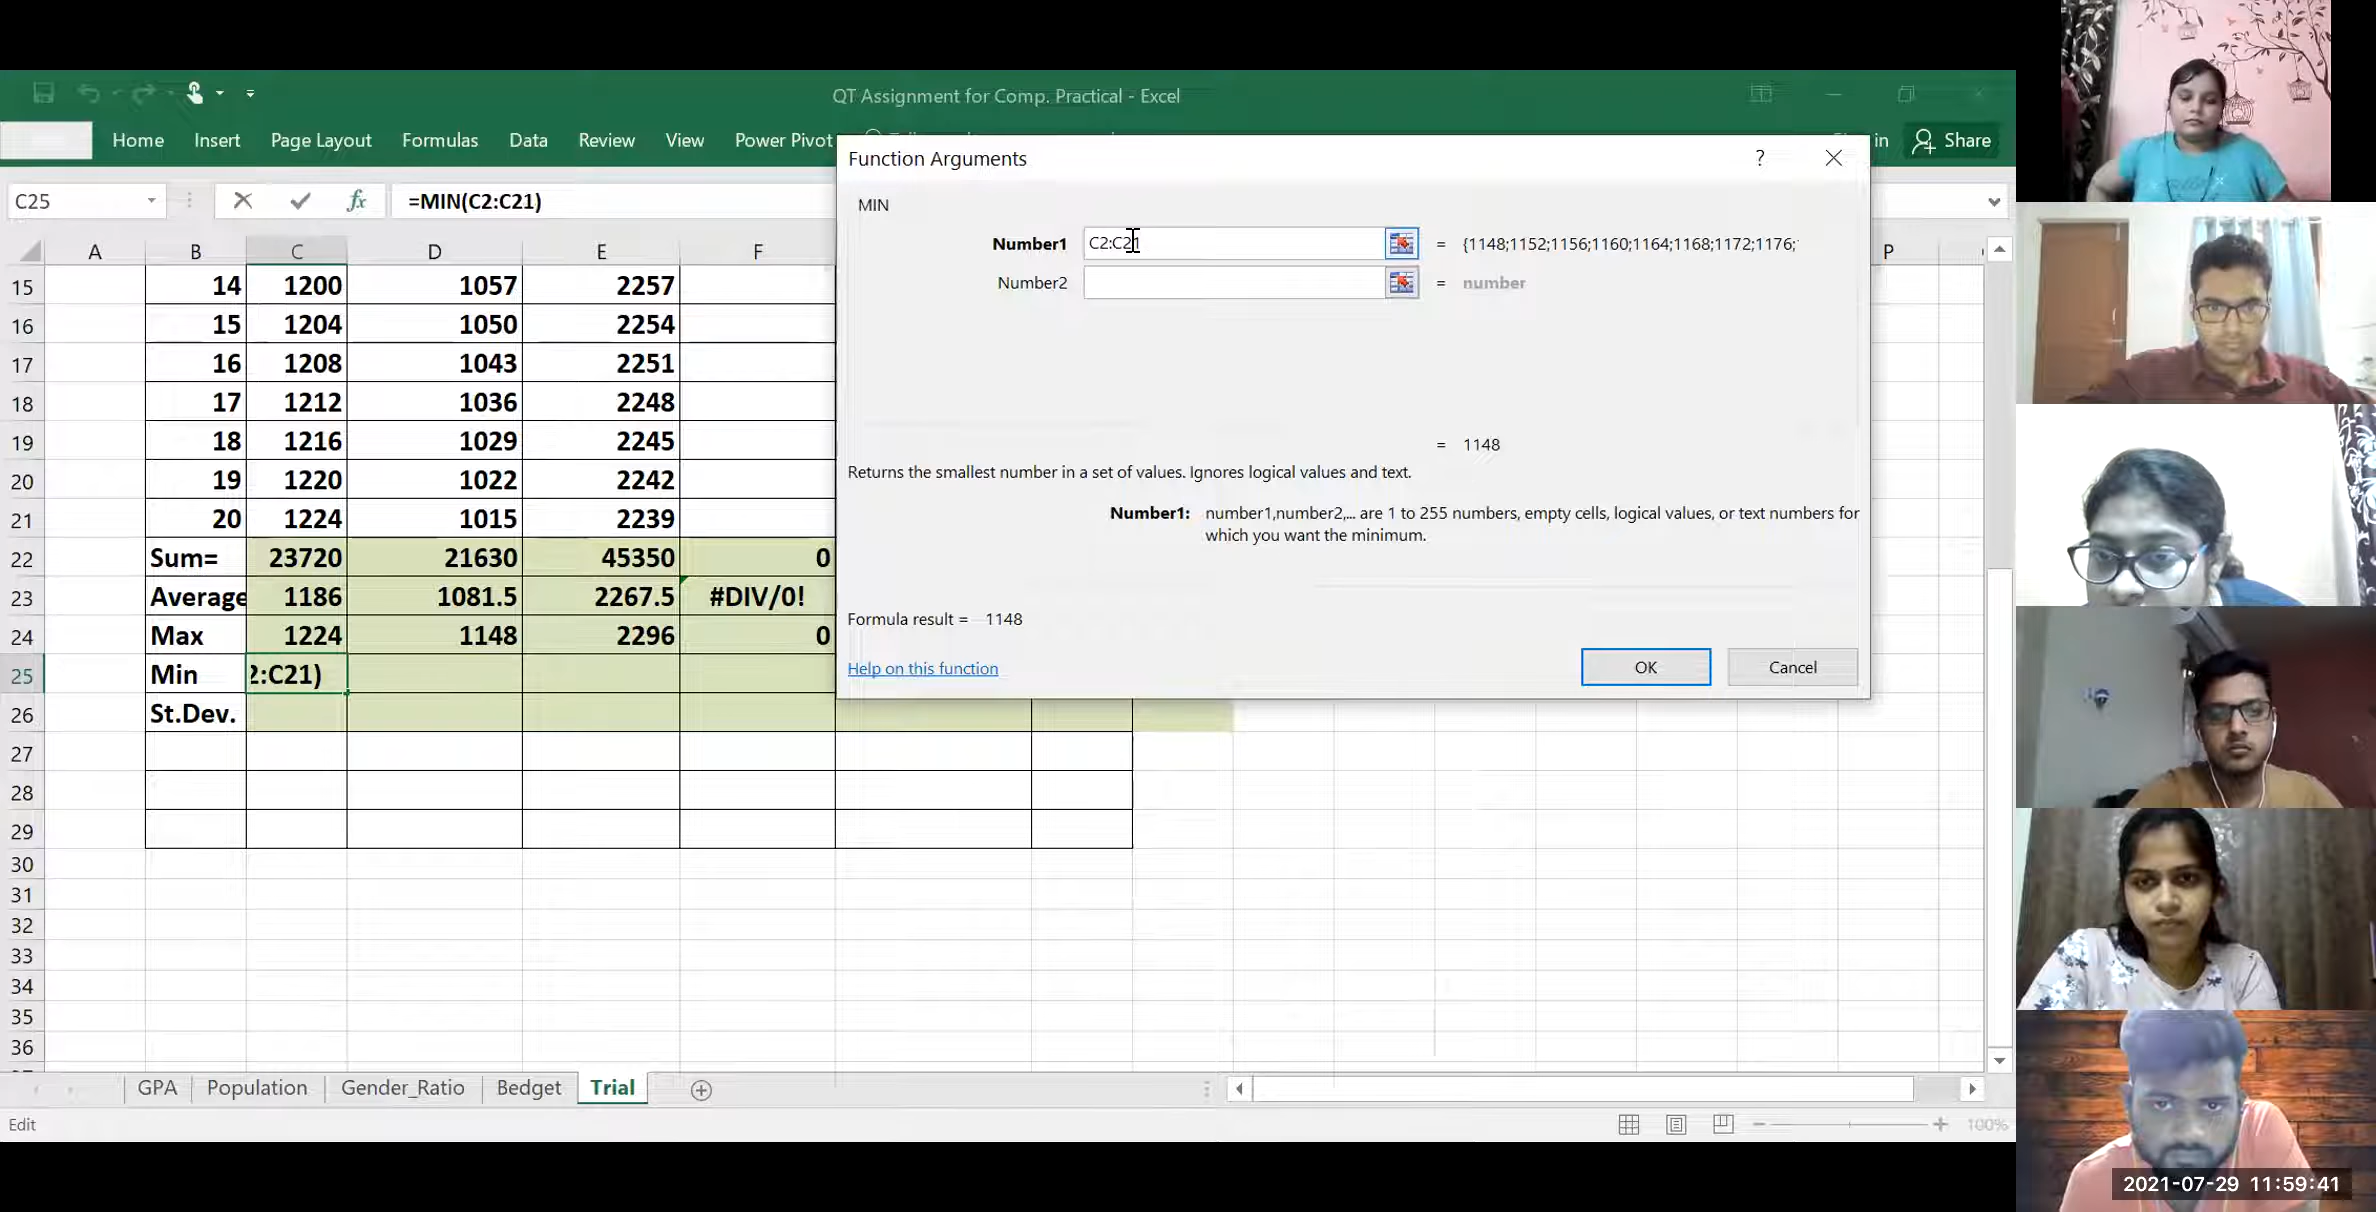 QT Assignment for Comp. Practical - Excel
Home Insert Page Layout Formulas Data Review View Power Pivot
in Share
C25 fx =MIN(C2:C21)
A B C D E F P
15 14 1200 1057 2257
16 15 1204 1050 2254
17 16 1208 1043 2251
18 17 1212 1036 2248
19 18 1216 1029 2245
20 19 1220 1022 2242
21 20 1224 1015 2239
22 Sum= 23720 21630 45350 0
23 Average 1186 1081.5 2267.5 #DIV/0!
24 Max 1224 1148 2296 0
25 Min 2:C21)
26 St.Dev.
27
28
29
30
31
32
33
34
35
36
Function Arguments ?
MIN
Number1 C2:C21 = {1148;1152;1156;1160;1164;1168;1172;1176;
Number2 = number
= 1148
Returns the smallest number in a set of values. Ignores logical values and text.
Number1: number1,number2,... are 1 to 255 numbers, empty cells, logical values, or text numbers for
which you want the minimum.
Formula result = 1148
Help on this function OK Cancel
GPA Population Gender_Ratio Bedget Trial
Edit 100%
2021-07-29 11:59:41